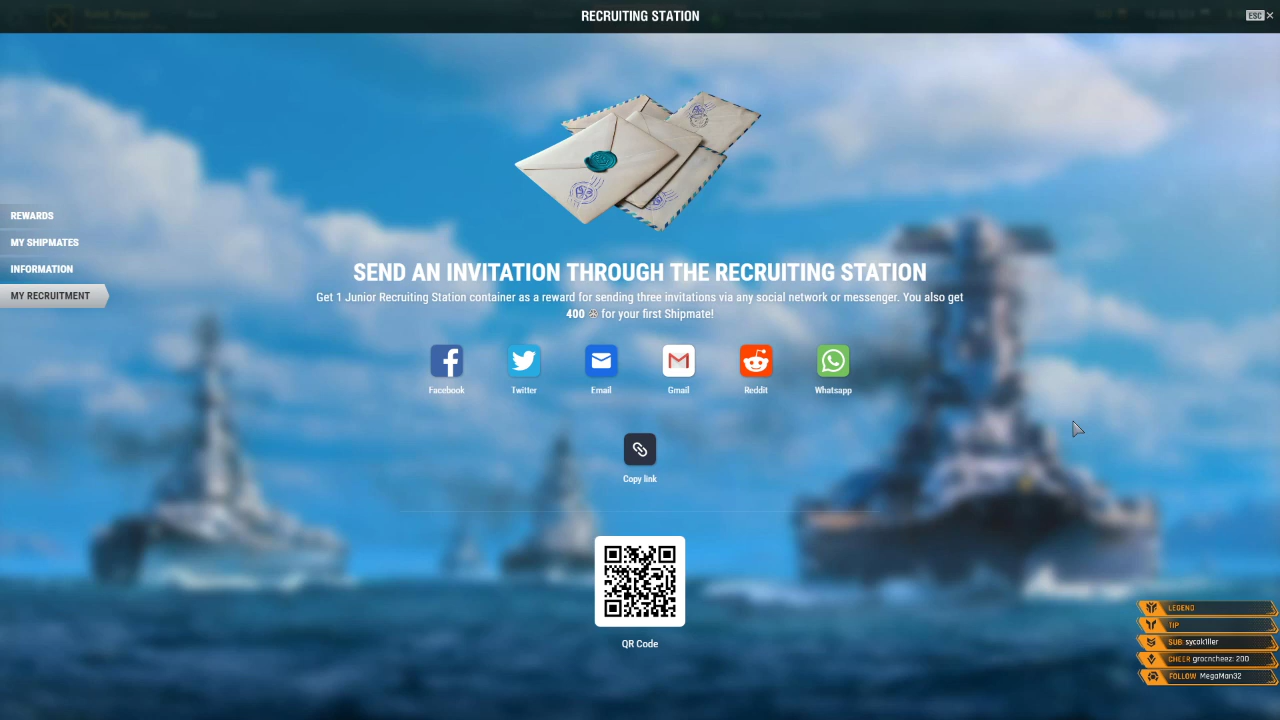 RECRUITING STATION
ESC
REWARDS
MY SHIPMATES
INFORMATION
MY RECRUITMENT
SEND AN INVITATION THROUGH THE RECRUITING STATION
Get 1 Junior Recruiting Station container as a reward for sending three invitations via any social network or messenger. You also get
400 for your first Shipmate!
Facebook
Twitter
Email
Gmail
Reddit
Whatsapp
Copy link
QR Code
LEGEND
TIP
SUB sycok1ller
CHEER grocncheez: 200
FOLLOW MegaMan32